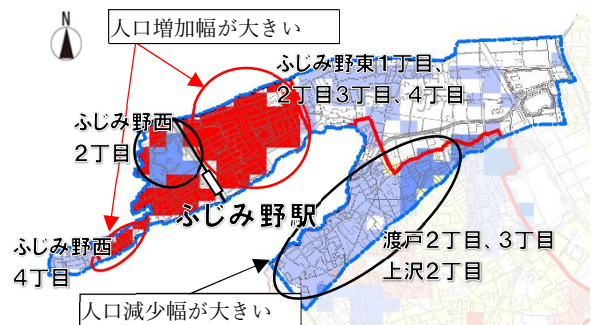 N
人口増加幅が大きい
ふじみ野東1丁目、
2丁目3丁目、4丁目
ふじみ野西
2丁目
ふじみ野駅
ふじみ野西
4丁目
渡戸2丁目、3丁目
上沢2丁目
人口減少幅が大きい